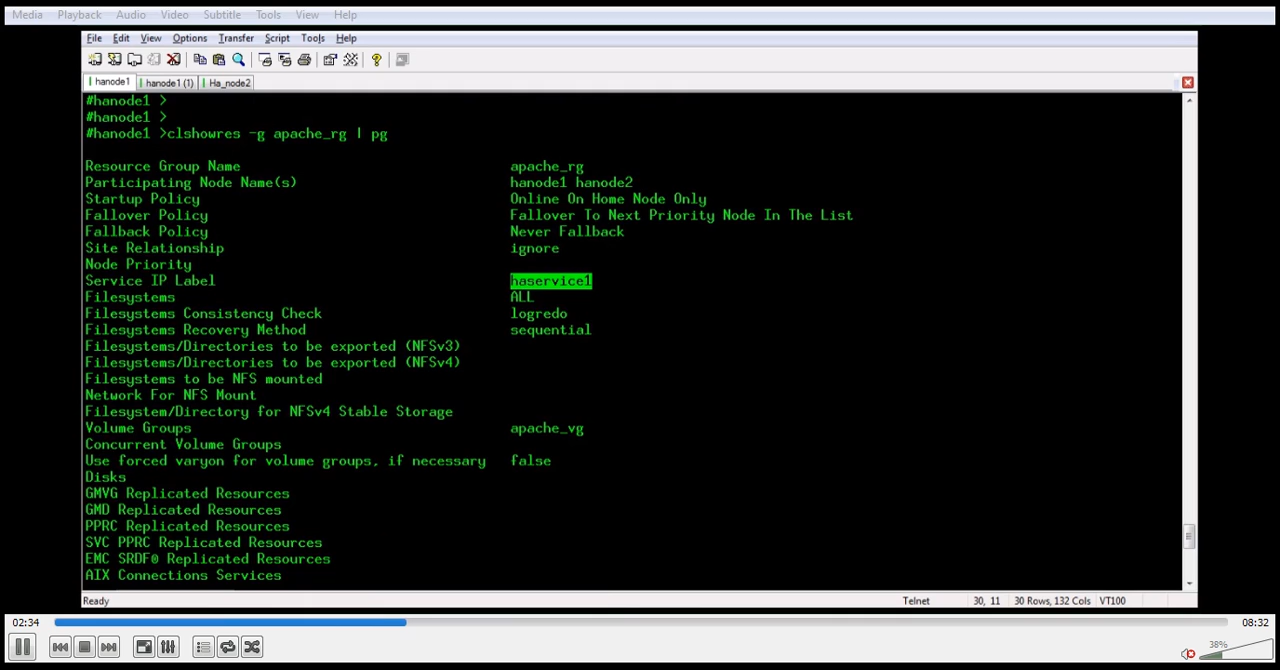 Media Playback Audio Video Subtitle Tools View Help
File Edit View Options Transfer Script Tools Help
hanode1 hanode1 (1) Ha_node2
#hanode1 >
#hanode1 >
#hanode1 >clshowres -g apache_rg | pg
Resource Group Name apache_rg
Participating Node Name(s) hanode1 hanode2
Startup Policy Online On Home Node Only
Fallover Policy Fallover To Next Priority Node In The List
Fallback Policy Never Fallback
Site Relationship ignore
Node Priority
Service IP Label haservice1
Filesystems ALL
Filesystems Consistency Check logredo
Filesystems Recovery Method sequential
Filesystems/Directories to be exported (NFSv3)
Filesystems/Directories to be exported (NFSv4)
Filesystems to be NFS mounted
Network For NFS Mount
Filesystem/Directory for NFSv4 Stable Storage
Volume Groups apache_vg
Concurrent Volume Groups
Use forced varyon for volume groups, if necessary false
Disks
GMVG Replicated Resources
GMD Replicated Resources
PPRC Replicated Resources
SVC PPRC Replicated Resources
EMC SRDF® Replicated Resources
AIX Connections Services
Ready Telnet 30, 11 30 Rows, 132 Cols VT100
02:34 08:32
38%